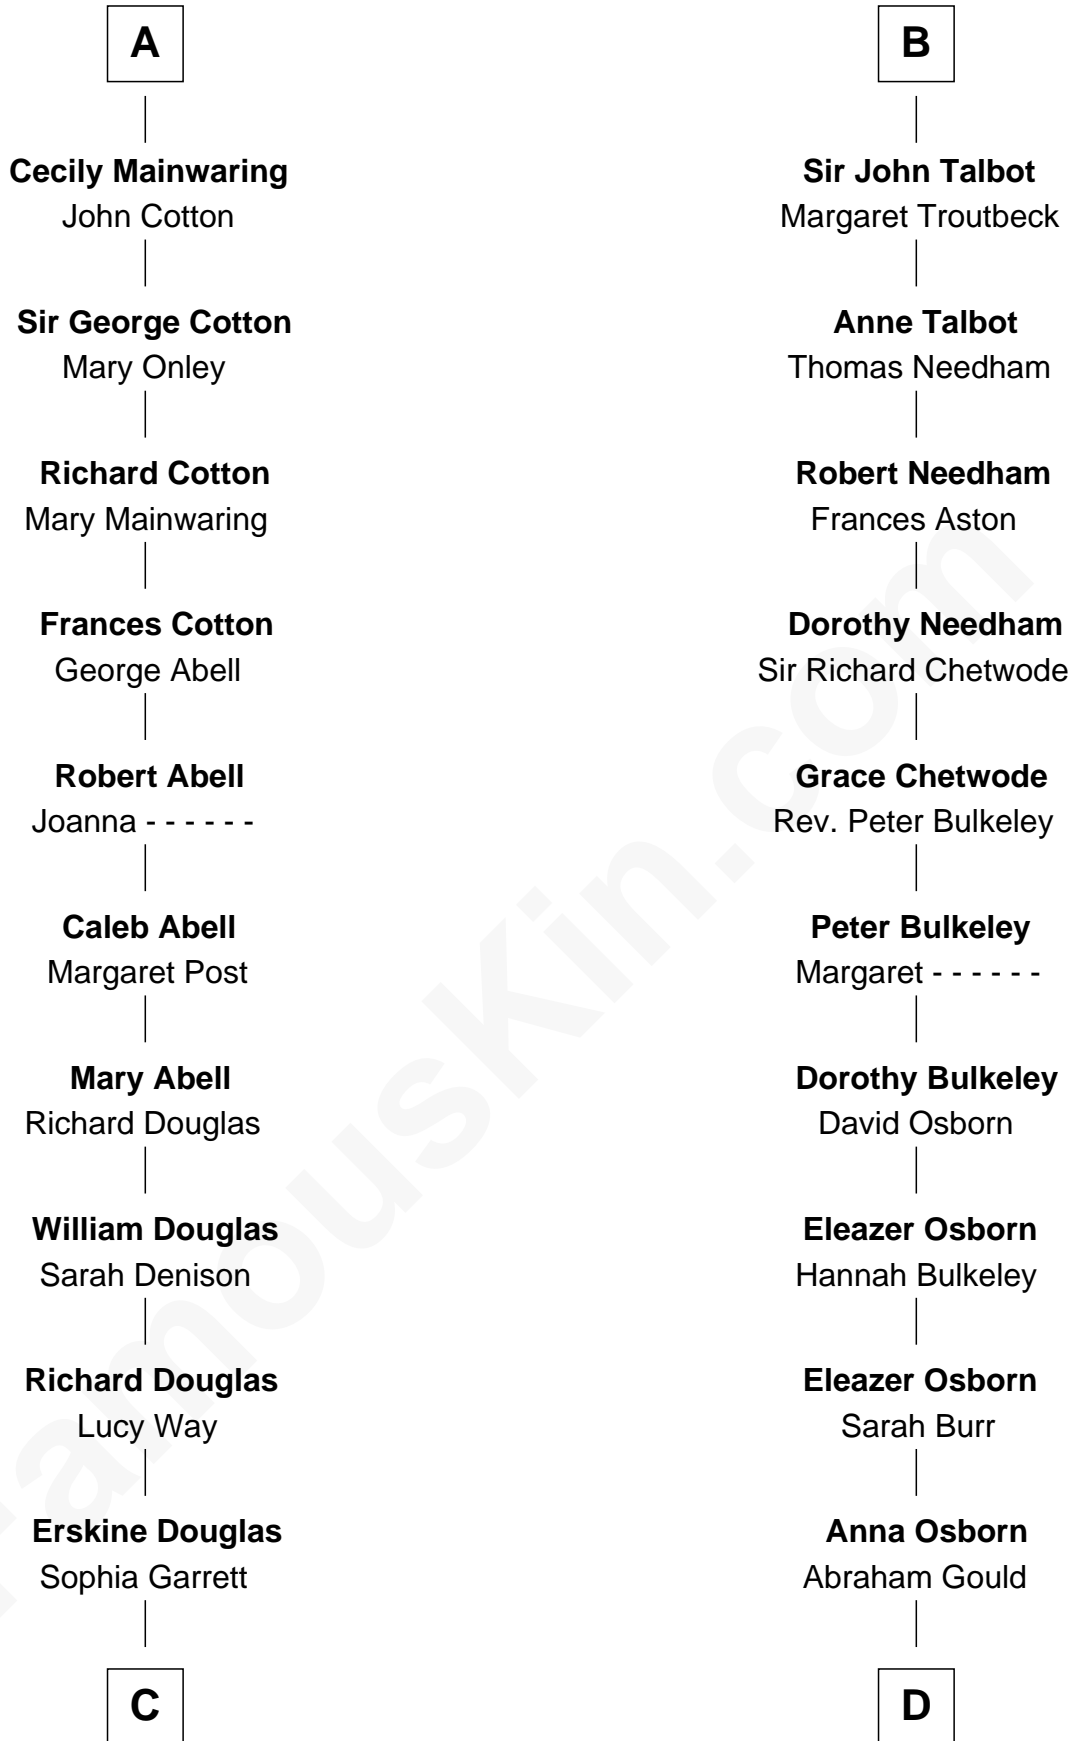 A
Cecily Mainwaring
John Cotton
Sir George Cotton
Mary Onley
Richard Cotton
Mary Mainwaring
Frances Cotton
George Abell
Robert Abell
Joanna - - - - - -
Caleb Abell
Margaret Post
Mary Abell
Richard Douglas
William Douglas
Sarah Denison
Richard Douglas
Lucy Way
Erskine Douglas
Sophia Garrett
C
B
Sir John Talbot
Margaret Troutbeck
Anne Talbot
Thomas Needham
Robert Needham
Frances Aston
Dorothy Needham
Sir Richard Chetwode
Grace Chetwode
Rev. Peter Bulkeley
Peter Bulkeley
Margaret - - - - - -
Dorothy Bulkeley
David Osborn
Eleazer Osborn
Hannah Bulkeley
Eleazer Osborn
Sarah Burr
Anna Osborn
Abraham Gould
D
FamousKin.com